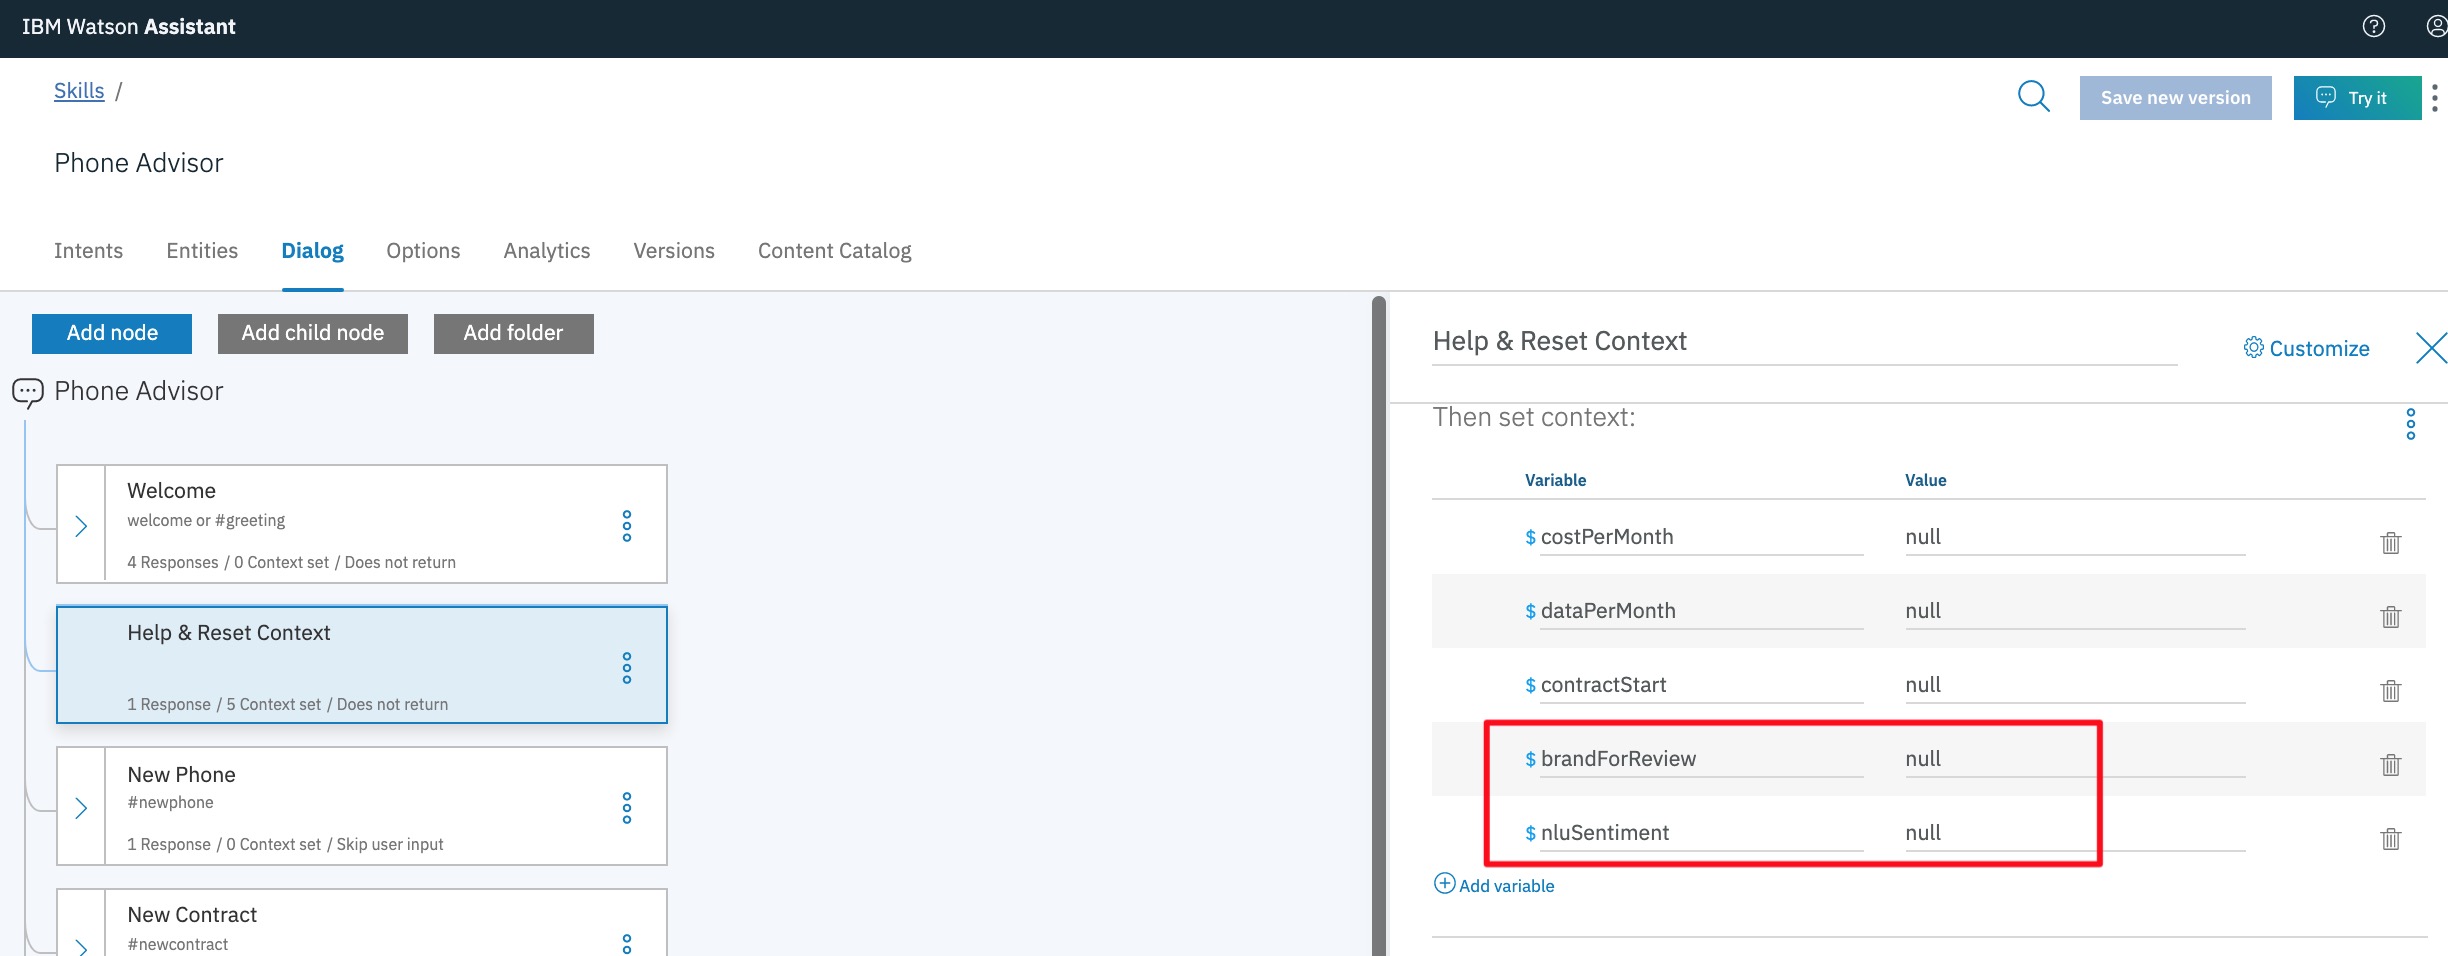 IBM Watson Assistant
Skills /
Save new version
Try it
Phone Advisor
Intents Entities Dialog Options Analytics Versions Content Catalog
Add node Add child node Add folder
Phone Advisor
Welcome
welcome or #greeting
4 Responses / 0 Context set / Does not return
Help & Reset Context
1 Response / 5 Context set / Does not return
New Phone
#newphone
1 Response / 0 Context set / Skip user input
New Contract
#newcontract
Help & Reset Context
Customize
Then set context:
Variable Value
$ costPerMonth null
$ dataPerMonth null
$ contractStart null
$ brandForReview null
$ nluSentiment null
Add variable